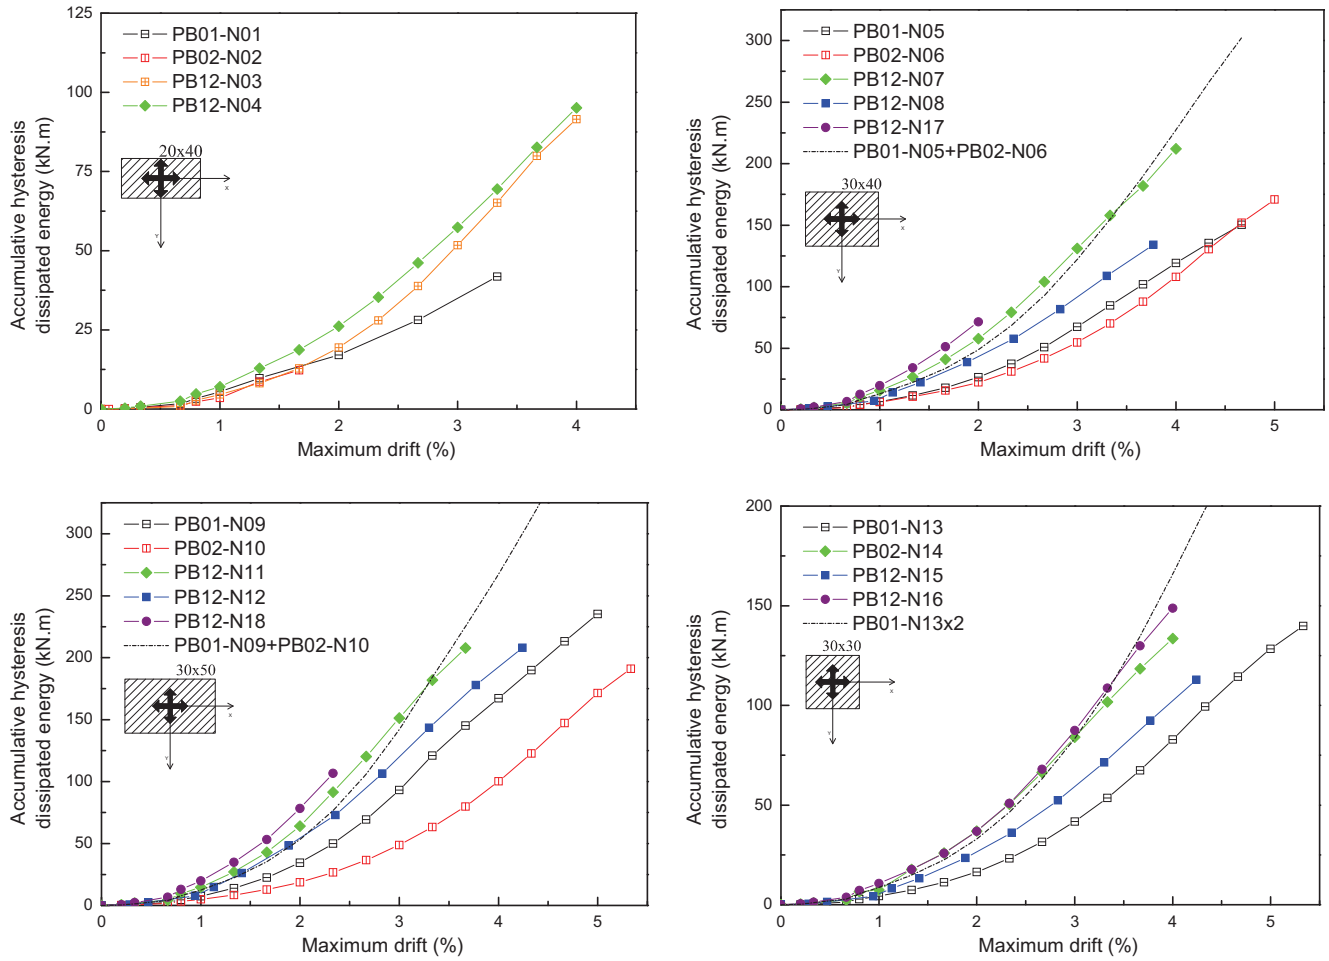 Accumulative hysteresis
dissipated energy (kN.m)
125
100
75
50
25
0
PB01-N01
PB02-N02
PB12-N03
PB12-N04
20x40
X
Y
0 1 2 3 4
Maximum drift (%)
Accumulative hysteresis
dissipated energy (kN.m)
300
250
200
150
100
50
0
PB01-N05
PB02-N06
PB12-N07
PB12-N08
PB12-N17
PB01-N05+PB02-N06
30x40
X
Y
0 1 2 3 4 5
Maximum drift (%)
Accumulative hysteresis
dissipated energy (kN.m)
300
250
200
150
100
50
0
PB01-N09
PB02-N10
PB12-N11
PB12-N12
PB12-N18
PB01-N09+PB02-N10
30x50
X
Y
0 1 2 3 4 5
Maximum drift (%)
Accumulative hysteresis
dissipated energy (kN.m)
200
150
100
50
0
PB01-N13
PB02-N14
PB12-N15
PB12-N16
PB01-N13x2
30x30
X
Y
0 1 2 3 4 5
Maximum drift (%)